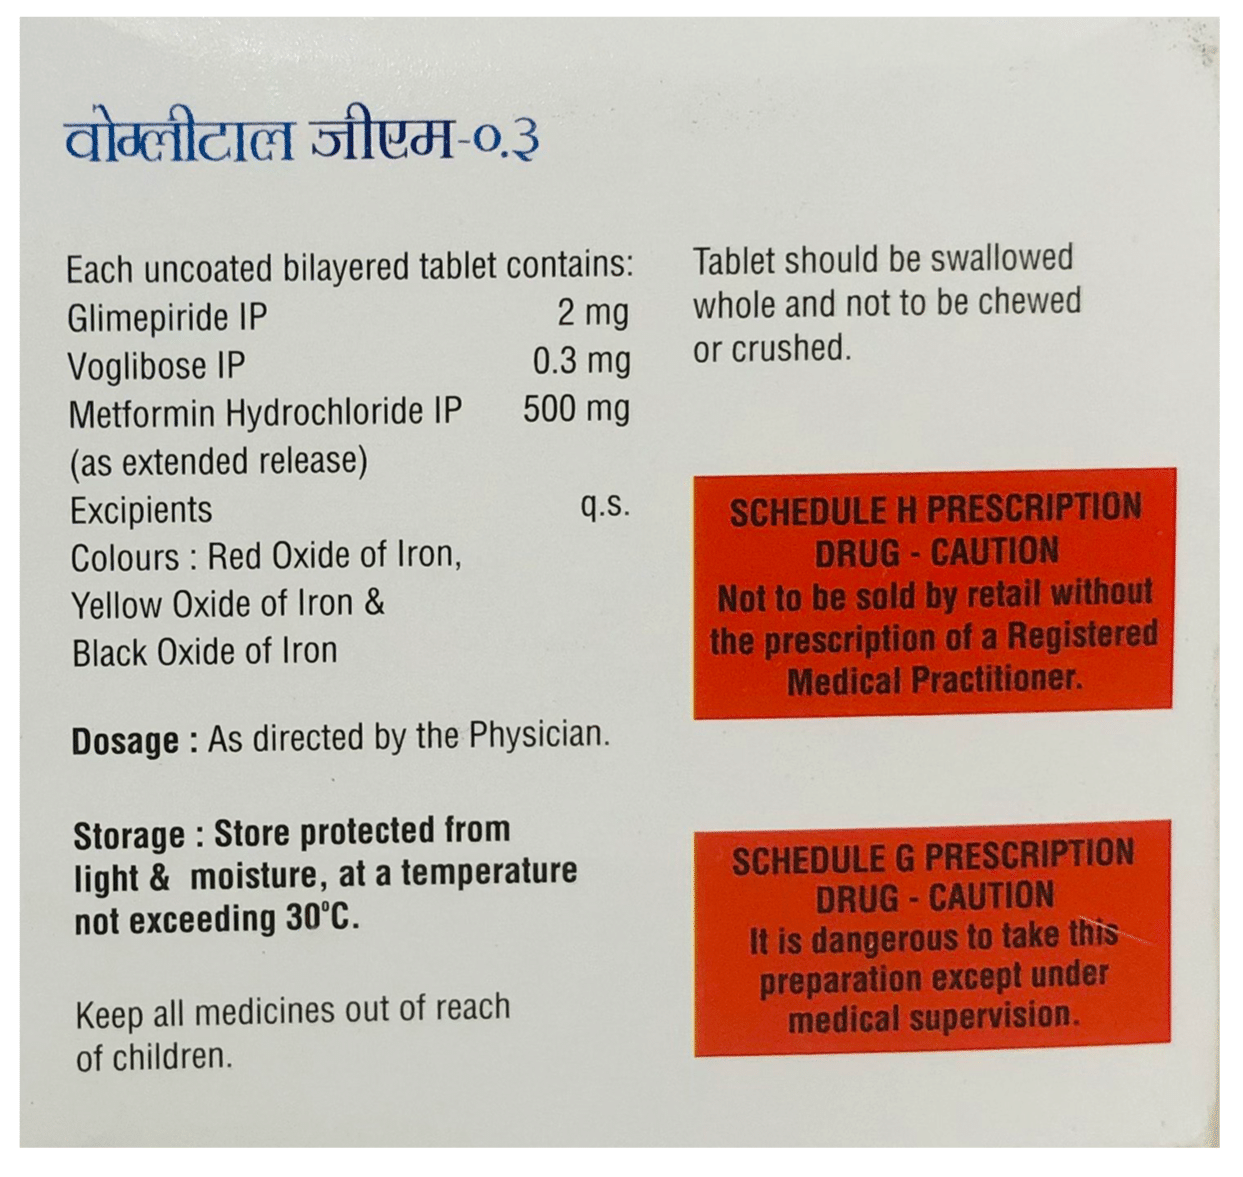 वोग्लीटाल जीएम-०.३
Each uncoated bilayered tablet contains:
Glimepiride IP 2 mg
Voglibose IP 0.3 mg
Metformin Hydrochloride IP 500 mg
(as extended release)
Excipients q.s.
Colours : Red Oxide of Iron,
Yellow Oxide of Iron &
Black Oxide of Iron
Dosage : As directed by the Physician.
Storage : Store protected from
light & moisture, at a temperature
not exceeding 30°C.
Keep all medicines out of reach
of children.
Tablet should be swallowed
whole and not to be chewed
or crushed.
SCHEDULE H PRESCRIPTION
DRUG - CAUTION
Not to be sold by retail without
the prescription of a Registered
Medical Practitioner.
SCHEDULE G PRESCRIPTION
DRUG - CAUTION
It is dangerous to take this
preparation except under
medical supervision.